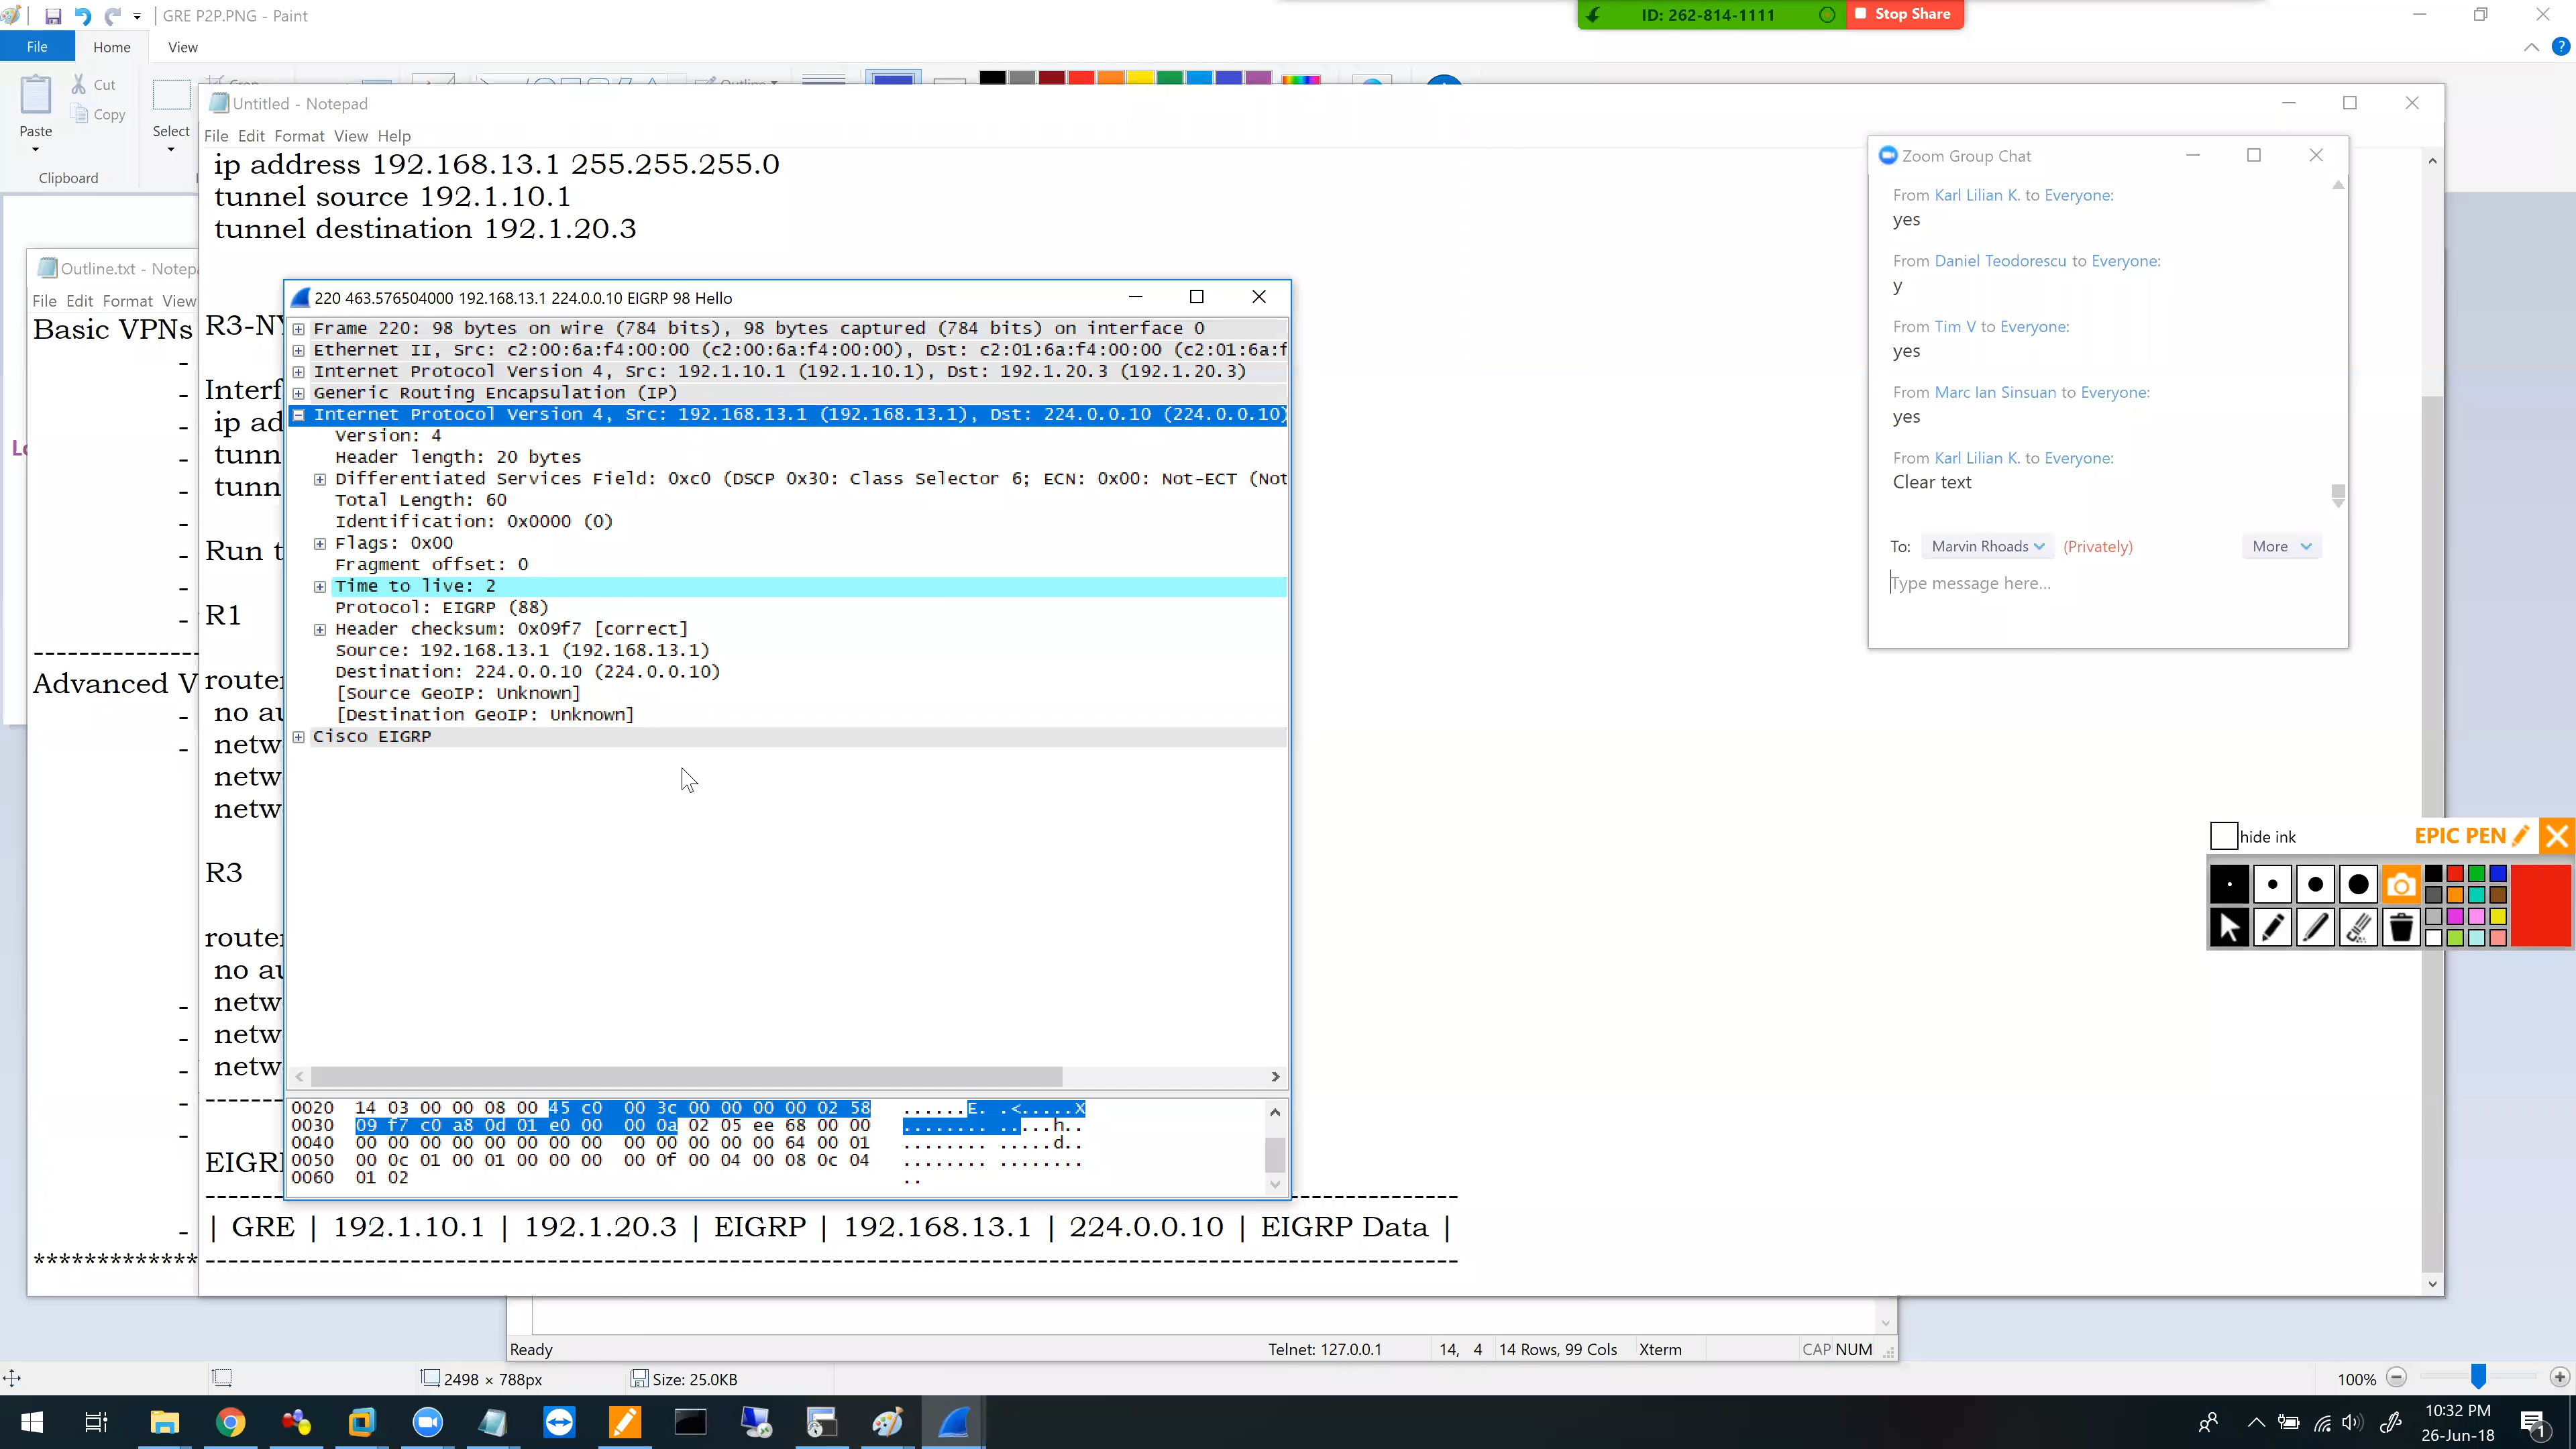 GRE P2P.PNG - Paint
ID: 262-814-1111
Stop Share
File
Home
View
Paste
Cut
Copy
Select
Clipboard
Outline
Untitled - Notepad
File Edit Format View Help
ip address 192.168.13.1 255.255.255.0
tunnel source 192.1.10.1
tunnel destination 192.1.20.3
Outline.txt - Notep
File Edit Format View
Basic VPNs
Advanced V
R3-NY
Interf
ip ad
tunn
tunn
Run t
R1
router
no au
netw
netw
netw
R3
router
no au
netw
netw
netw
EIGRP
| GRE | 192.1.10.1 | 192.1.20.3 | EIGRP | 192.168.13.1 | 224.0.0.10 | EIGRP Data |
*************
220 463.576504000 192.168.13.1 224.0.0.10 EIGRP 98 Hello
Frame 220: 98 bytes on wire (784 bits), 98 bytes captured (784 bits) on interface 0
Ethernet II, Src: c2:00:6a:f4:00:00 (c2:00:6a:f4:00:00), Dst: c2:01:6a:f4:00:00 (c2:01:6a:f
Internet Protocol Version 4, Src: 192.1.10.1 (192.1.10.1), Dst: 192.1.20.3 (192.1.20.3)
Generic Routing Encapsulation (IP)
Internet Protocol Version 4, Src: 192.168.13.1 (192.168.13.1), Dst: 224.0.0.10 (224.0.0.10)
Version: 4
Header length: 20 bytes
Differentiated Services Field: 0xc0 (DSCP 0x30: Class Selector 6; ECN: 0x00: Not-ECT (Not
Total Length: 60
Identification: 0x0000 (0)
Flags: 0x00
Fragment offset: 0
Time to live: 2
Protocol: EIGRP (88)
Header checksum: 0x09f7 [correct]
Source: 192.168.13.1 (192.168.13.1)
Destination: 224.0.0.10 (224.0.0.10)
[Source GeoIP: Unknown]
[Destination GeoIP: Unknown]
Cisco EIGRP
0020 14 03 00 00 08 00 45 c0 00 3c 00 00 00 00 02 58 ......E. .<.....X
0030 09 f7 c0 a8 0d 01 e0 00 00 0a 02 05 ee 68 00 00 ........ .....h..
0040 00 00 00 00 00 00 00 00 00 00 00 00 00 64 00 01 ........ .....d..
0050 00 0c 01 00 01 00 00 00 00 0f 00 04 00 08 0c 04 ........ ........
0060 01 02 ..
Zoom Group Chat
From Karl Lilian K. to Everyone:
yes
From Daniel Teodorescu to Everyone:
y
From Tim V to Everyone:
yes
From Marc Ian Sinsuan to Everyone:
yes
From Karl Lilian K. to Everyone:
Clear text
To: Marvin Rhoads (Privately) More
Type message here...
hide ink EPIC PEN
Ready Telnet: 127.0.0.1 14, 4 14 Rows, 99 Cols Xterm CAP NUM
2498 × 788px Size: 25.0KB 100%
10:32 PM
26-Jun-18
1